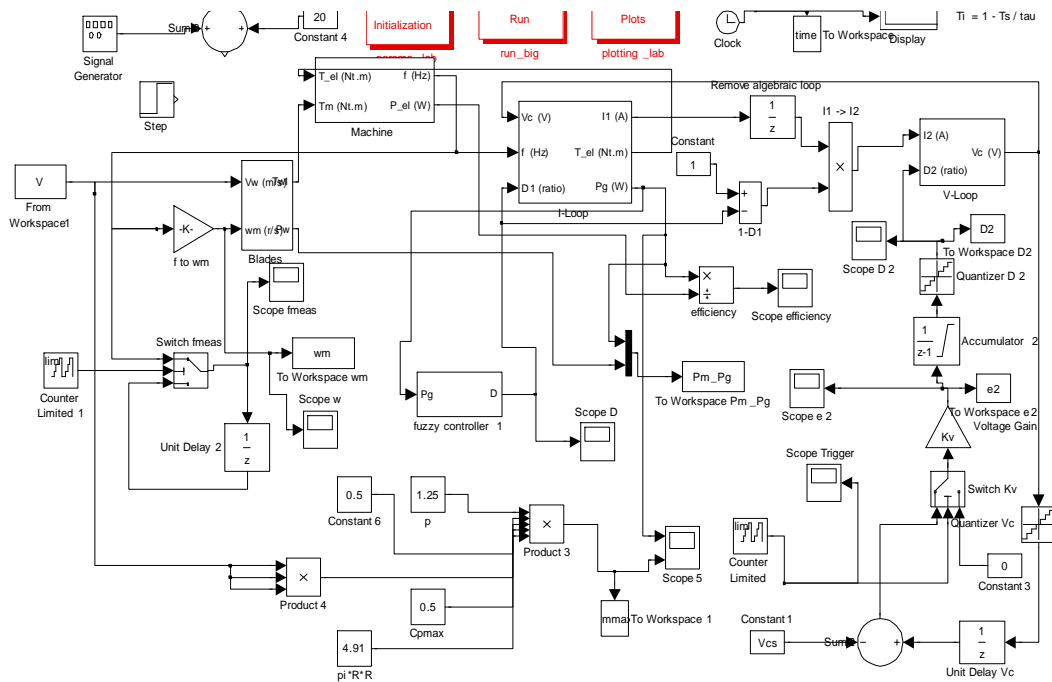 Signal
Generator
Sum
+
+
20
Constant 4
Initialization
Run
run_big
Plots
plotting _lab
Clock
time
To Workspace
Display
Ti = 1 - Ts / tau
Step
T_el (Nt.m)
f (Hz)
Tm (Nt.m)
P_el (W)
Machine
Vc (V)
I1 (A)
f (Hz)
T_el (Nt.m)
D1 (ratio)
Pg (W)
I-Loop
Remove algebraic loop
1
z
I1 -> I2
×
Constant
1
+
−
1-D1
I2 (A)
Vc (V)
D2 (ratio)
V-Loop
V
From
Workspace1
Vw (m/s)
wm (r/s)
Pw
Blades
-K-
f to wm
Scope fmeas
Scope D 2
D2
To Workspace D2
Quantizer D 2
×
÷
efficiency
Scope efficiency
1
z-1
Accumulator 2
Switch fmeas
lim
Counter
Limited 1
wm
To Workspace wm
Scope w
Unit Delay 2
1
z
Pg
D
fuzzy controller 1
Scope D
Pm _Pg
To Workspace Pm _Pg
Scope e 2
e2
To Workspace e2
Voltage Gain
Kv
Scope Trigger
Switch Kv
Quantizer Vc
0.5
Constant 6
1.25
p
×
Product 3
Scope 5
lim
Counter
Limited
0
Constant 3
×
Product 4
0.5
Cpmax
To Workspace 1
4.91
pi *R*R
Constant 1
Vcs
Sum
−
+
1
z
Unit Delay Vc